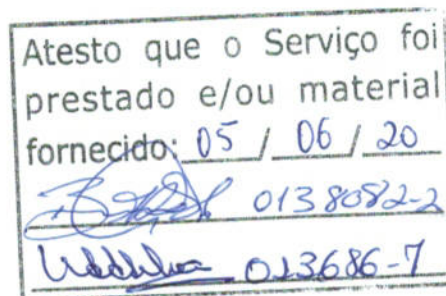 Atesto que o Serviço foi
prestado e/ou material
fornecido: 05 / 06 / 20
0138082-2
013686-7